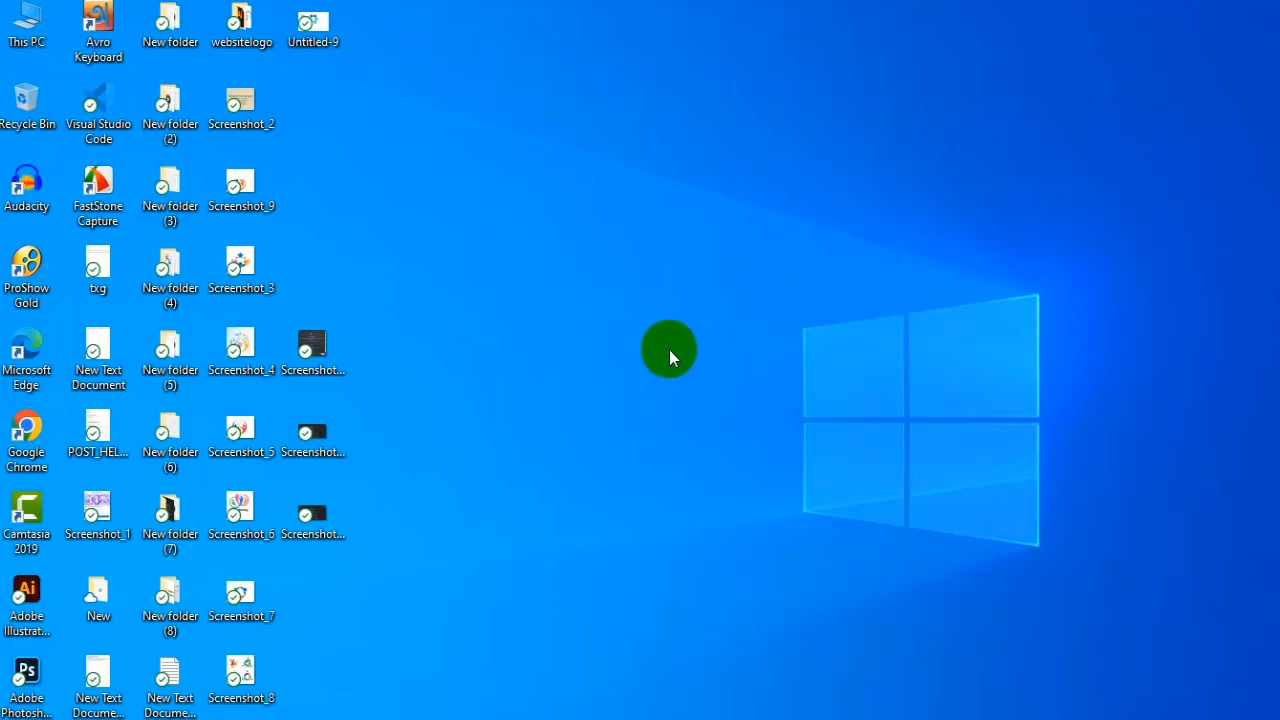 This PC
Avro
Keyboard
New folder
websitelogo
Untitled-9
Recycle Bin
Visual Studio
Code
New folder
(2)
Screenshot_2
Audacity
FastStone
Capture
New folder
(3)
Screenshot_9
ProShow
Gold
txg
New folder
(4)
Screenshot_3
Microsoft
Edge
New Text
Document
New folder
(5)
Screenshot_4
Screenshot...
Google
Chrome
POST_HEL...
New folder
(6)
Screenshot_5
Screenshot...
Camtasia
2019
Screenshot_1
New folder
(7)
Screenshot_6
Screenshot...
Ai
Adobe
Illustrat...
New
New folder
(8)
Screenshot_7
Ps
Adobe
Photosh...
New Text
Docume...
New Text
Docume...
Screenshot_8